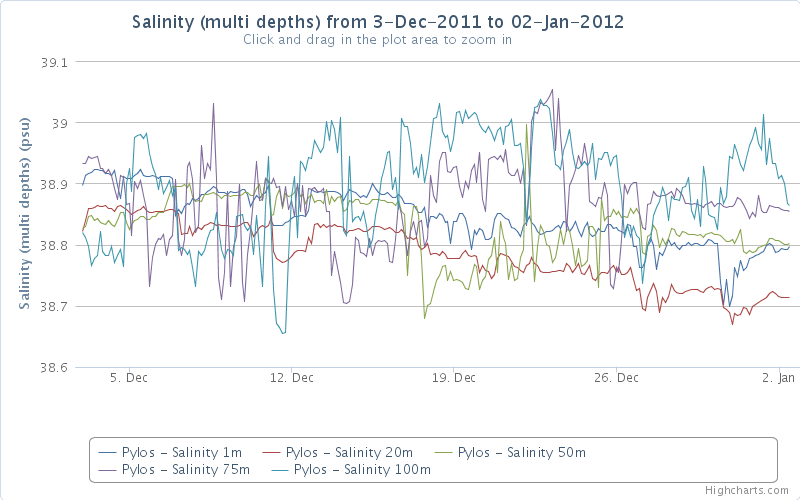 Salinity (multi depths) from 3-Dec-2011 to 02-Jan-2012
Click and drag in the plot area to zoom in
Salinity (multi depths) (psu)
39.1
39
38.9
38.8
38.7
38.6
5. Dec 12. Dec 19. Dec 26. Dec 2. Jan
Pylos - Salinity 1m Pylos - Salinity 20m Pylos - Salinity 50m
Pylos - Salinity 75m Pylos - Salinity 100m
Highcharts.com